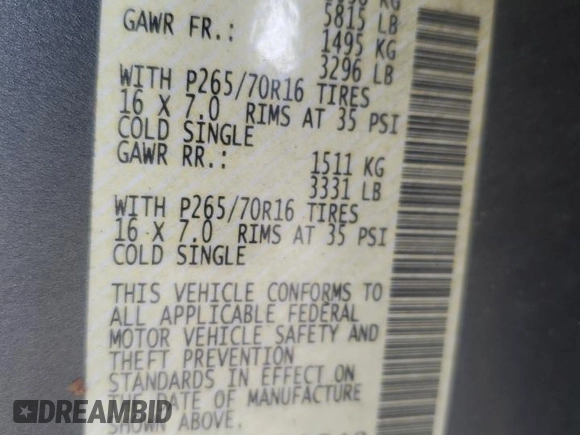 5815 LB
GAWR FR.: 1495 KG
3296 LB
WITH P265/70R16 TIRES
16 X 7.0 RIMS AT 35 PSI
COLD SINGLE
GAWR RR.: 1511 KG
3331 LB
WITH P265/70R16 TIRES
16 X 7.0 RIMS AT 35 PSI
COLD SINGLE
THIS VEHICLE CONFORMS TO
ALL APPLICABLE FEDERAL
MOTOR VEHICLE SAFETY AND
THEFT PREVENTION
STANDARDS IN EFFECT ON
THE DATE OF MANUFACTURE
SHOWN ABOVE.
DREAMBID